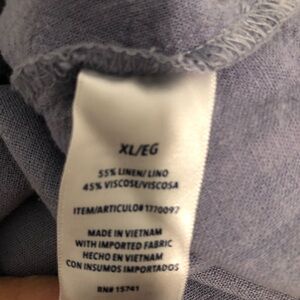 XL/EG
55% LINEN/ LINO
45% VISCOSE/VISCOSA
ITEM/ARTICULO#1770097
MADE IN VIETNAM
WITH IMPORTED FABRIC
HECHO EN VIETNAM
CON INSUMOS IMPORTADOS
RN# 15741